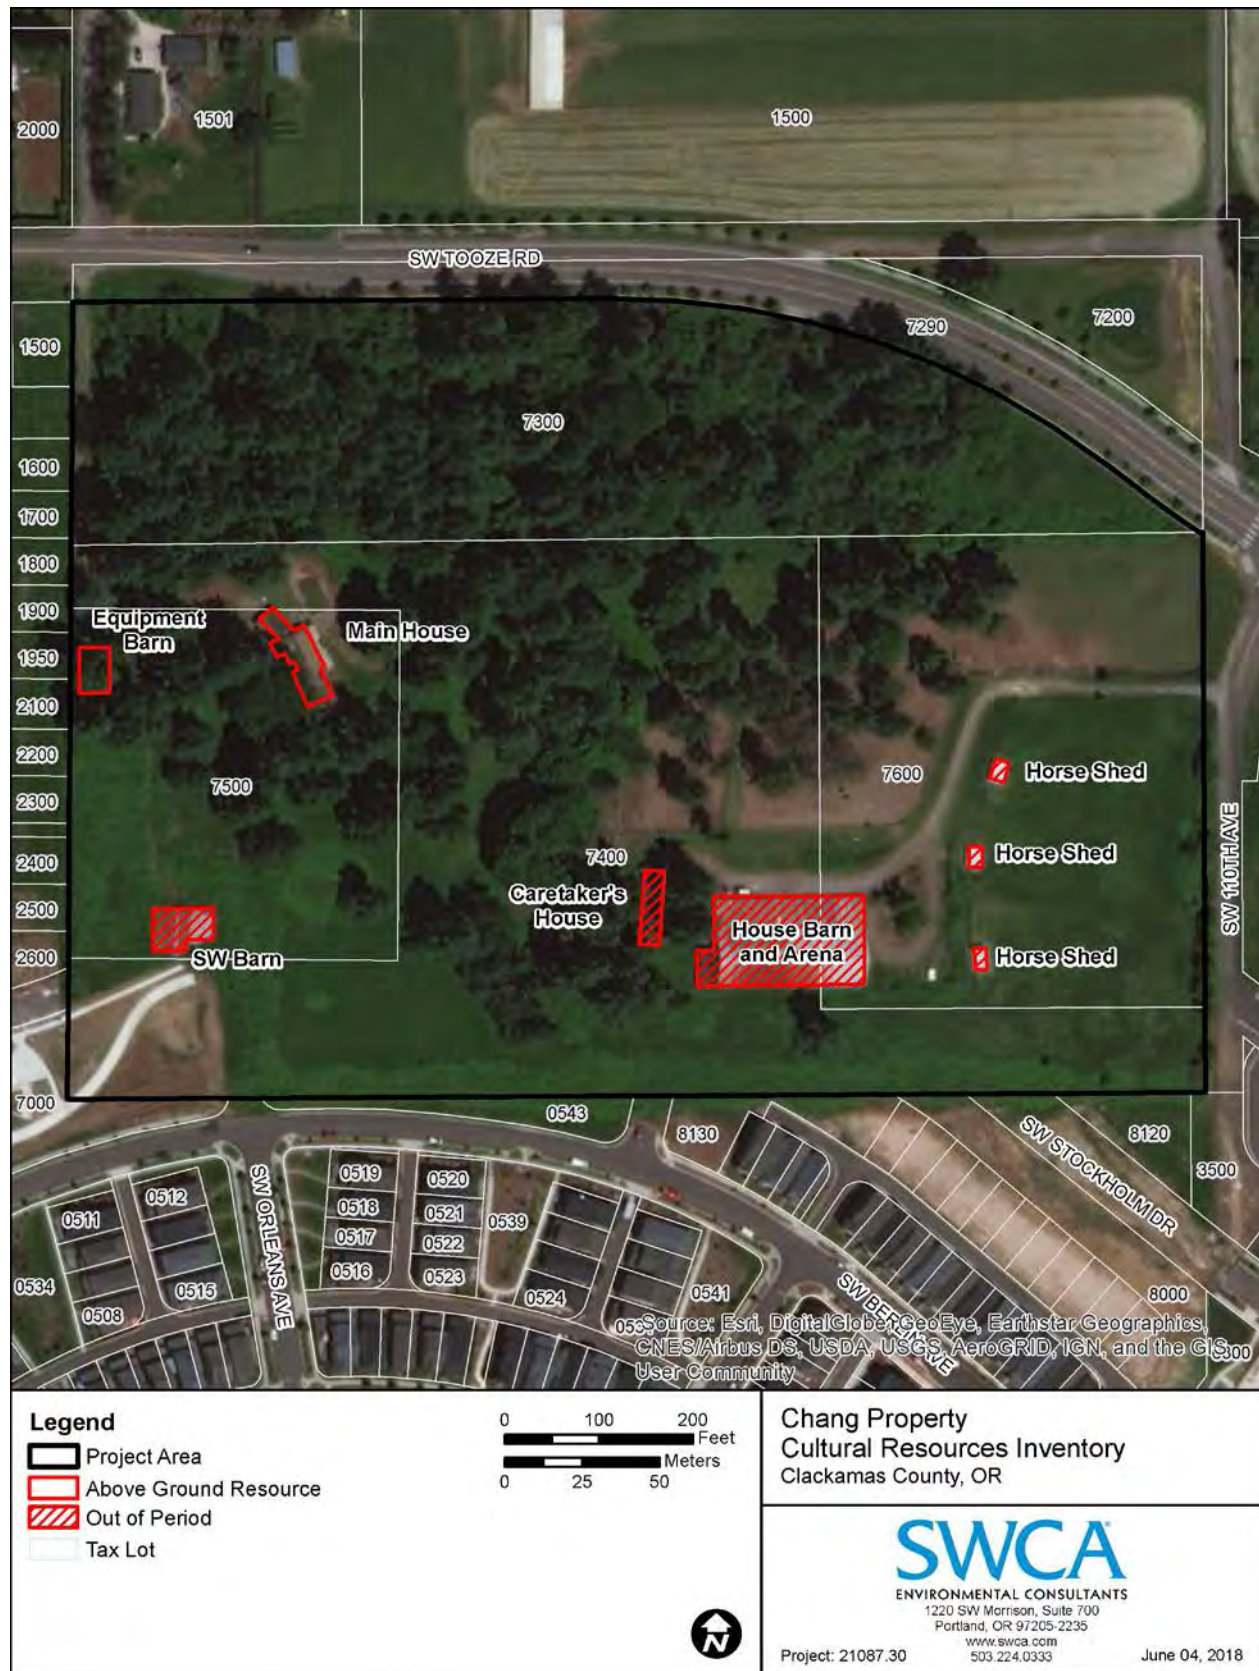 2000
1501
1500
SW TOOZE RD
7290
7200
1500
7300
1600
1700
1800
1900
1950
2100
2200
2300
2400
2500
2600
7000
Equipment
Barn
Main House
7500
7600
Horse Shed
Horse Shed
Horse Shed
7400
Caretaker's
House
House Barn
and Arena
SW Barn
SW 110TH AVE
0543
8130
8120
3500
SW STOCKHOLM DR
0511
0512
0519
0520
0518
0521
0539
0517
0522
0516
0523
0534
0515
0508
SW ORLEANS AVE
0524
0541
SW BERLIN AVE
8000
Source: Esri, DigitalGlobe, GeoEye, Earthstar Geographics,
CNES/Airbus DS, USDA, USGS, AeroGRID, IGN, and the GIS
User Community
Legend
Project Area
Above Ground Resource
Out of Period
Tax Lot
0 100 200
Feet
Meters
0 25 50
N
Chang Property
Cultural Resources Inventory
Clackamas County, OR
SWCA
ENVIRONMENTAL CONSULTANTS
1220 SW Morrison, Suite 700
Portland, OR 97205-2235
www.swca.com
503.224.0333
Project: 21087.30
June 04, 2018